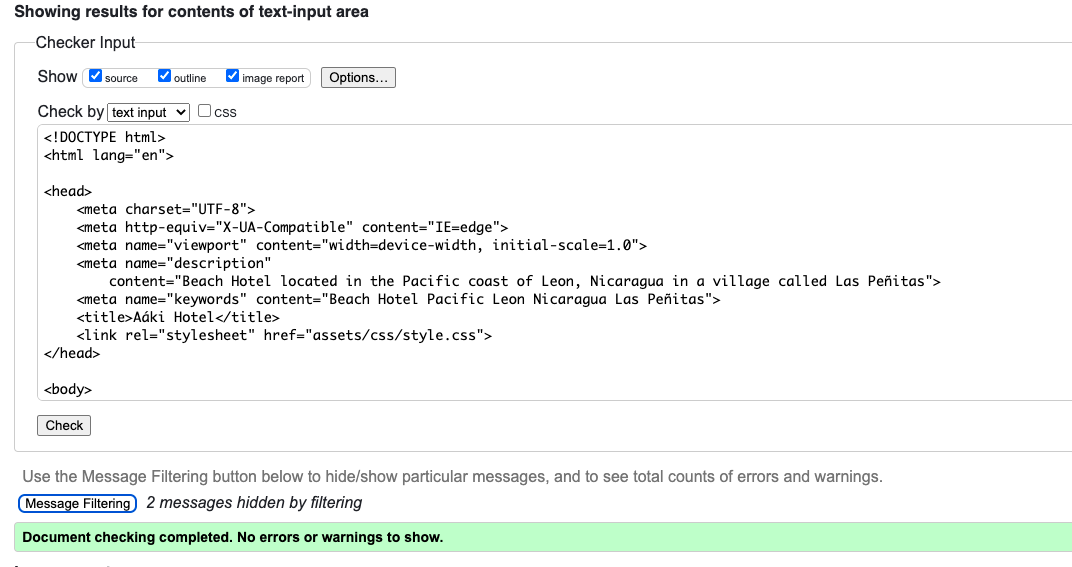 Showing results for contents of text-input area
Checker Input
Show source outline image report Options...
Check by text input CSS
<!DOCTYPE html>
<html lang="en">
<head>
<meta charset="UTF-8">
<meta http-equiv="X-UA-Compatible" content="IE=edge">
<meta name="viewport" content="width=device-width, initial-scale=1.0">
<meta name="description"
content="Beach Hotel located in the Pacific coast of Leon, Nicaragua in a village called Las Peñitas">
<meta name="keywords" content="Beach Hotel Pacific Leon Nicaragua Las Peñitas">
<title>Aáki Hotel</title>
<link rel="stylesheet" href="assets/css/style.css">
</head>
<body>
Check
Use the Message Filtering button below to hide/show particular messages, and to see total counts of errors and warnings.
Message Filtering 2 messages hidden by filtering
Document checking completed. No errors or warnings to show.